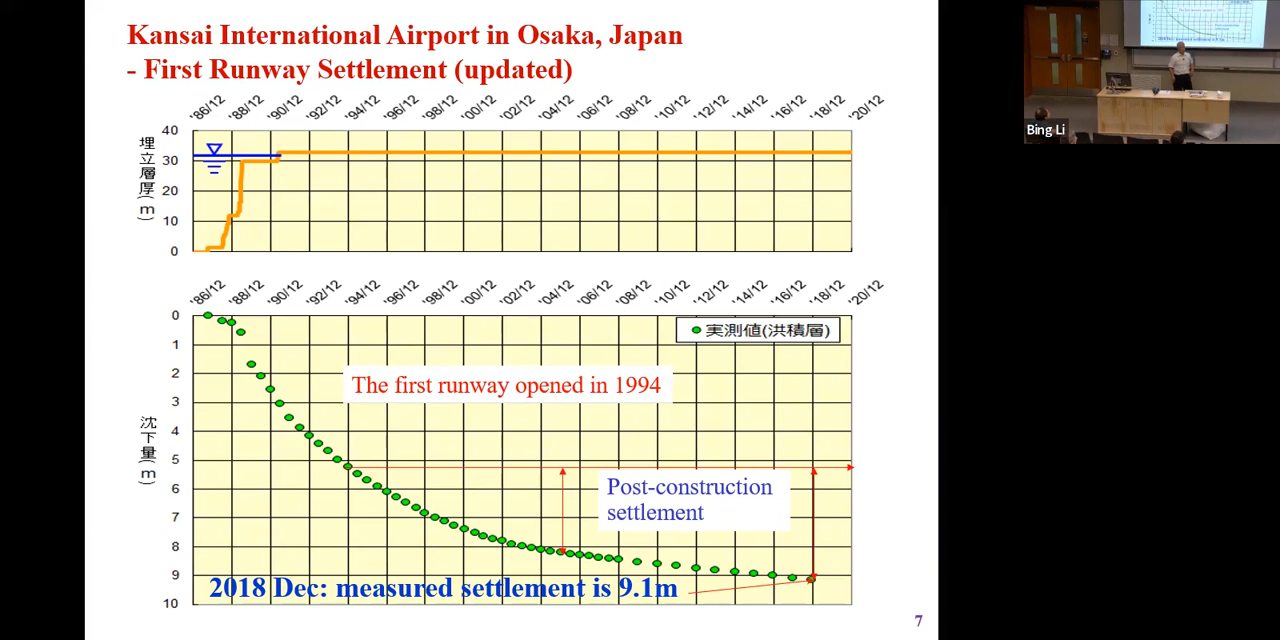 Kansai International Airport in Osaka, Japan
- First Runway Settlement (updated)
'86/12 '88/12 '90/12 '92/12 '94/12 '96/12 '98/12 '00/12 '02/12 '04/12 '06/12 '08/12 '10/12 '12/12 '14/12 '16/12 '18/12 '20/12
埋立層厚(m)
40
30
20
10
0
'86/12 '88/12 '90/12 '92/12 '94/12 '96/12 '98/12 '00/12 '02/12 '04/12 '06/12 '08/12 '10/12 '12/12 '14/12 '16/12 '18/12 '20/12
沈下量(m)
0
1
2
3
4
5
6
7
8
9
10
実測値(洪積層)
The first runway opened in 1994
Post-construction
settlement
2018 Dec: measured settlement is 9.1m
7
Bing Li